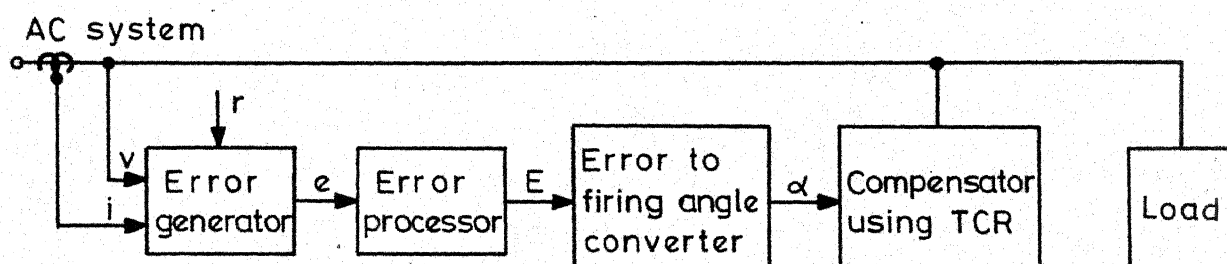 AC system
r
v
i
Error
generator
e
Error
processor
E
Error to
firing angle
converter
α
Compensator
using TCR
Load